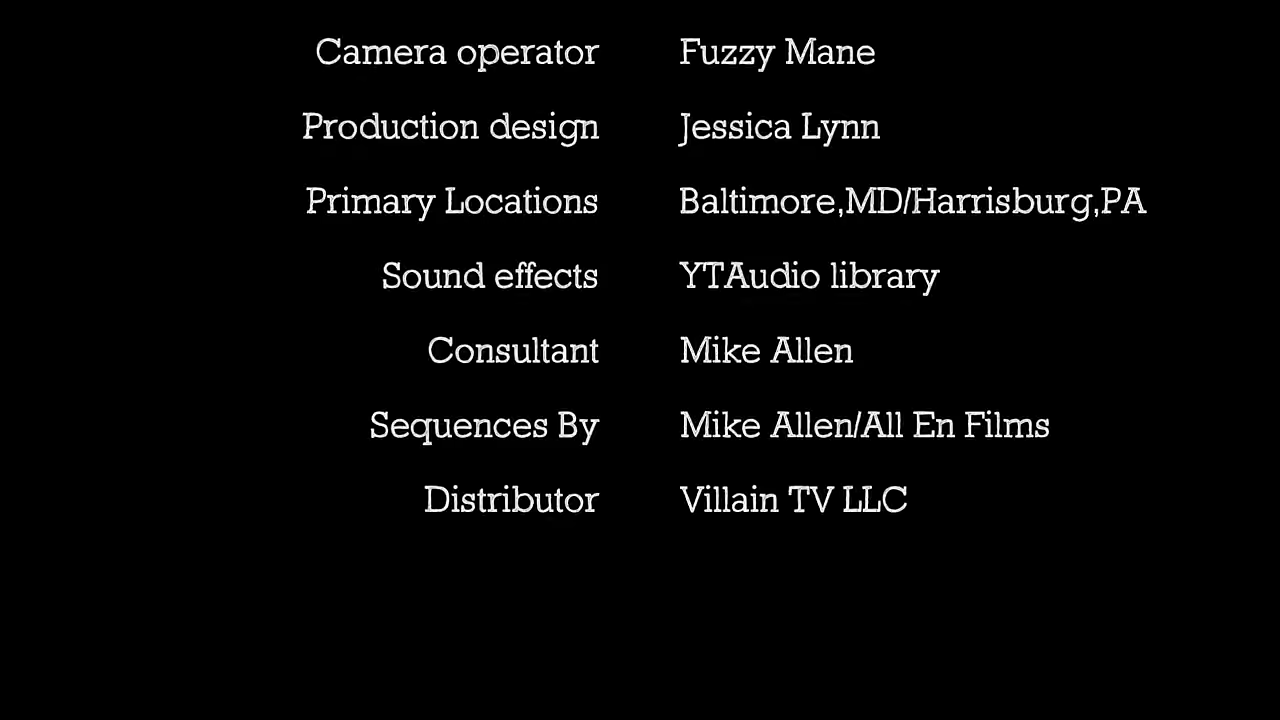 Camera operator Fuzzy Mane
Production design Jessica Lynn
Primary Locations Baltimore,MD/Harrisburg,PA
Sound effects YTAudio library
Consultant Mike Allen
Sequences By Mike Allen/All En Films
Distributor Villain TV LLC